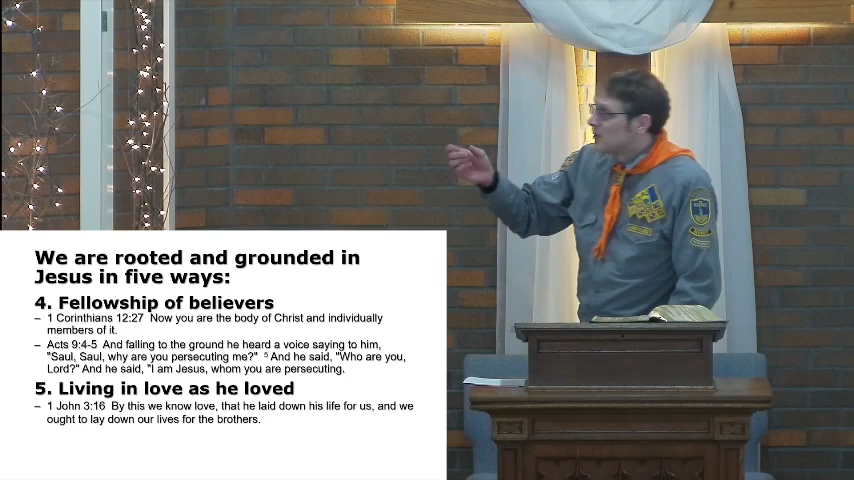 We are rooted and grounded in
Jesus in five ways:
4. Fellowship of believers
– 1 Corinthians 12:27 Now you are the body of Christ and individually
members of it.
– Acts 9:4-5 And falling to the ground he heard a voice saying to him,
"Saul, Saul, why are you persecuting me?" ⁵ And he said, "Who are you,
Lord?" And he said, "I am Jesus, whom you are persecuting.
5. Living in love as he loved
– 1 John 3:16 By this we know love, that he laid down his life for us, and we
ought to lay down our lives for the brothers.